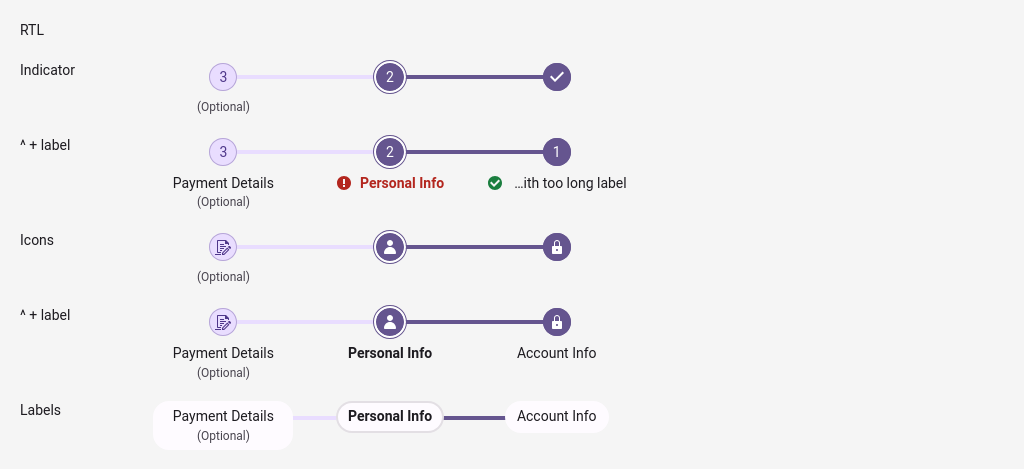 RTL
Indicator
3 2
(Optional)
^ + label
3 2 1
Payment Details Personal Info …ith too long label
(Optional)
Icons
(Optional)
^ + label
Payment Details Personal Info Account Info
(Optional)
Labels
Payment Details Personal Info Account Info
(Optional)